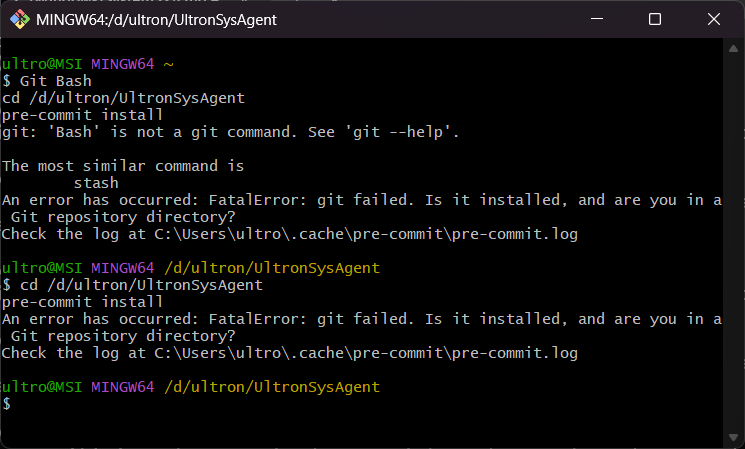 MINGW64:/d/ultron/UltronSysAgent
ultro@MSI MINGW64 ~
$ Git Bash
cd /d/ultron/UltronSysAgent
pre-commit install
git: 'Bash' is not a git command. See 'git --help'.
The most similar command is
stash
An error has occurred: FatalError: git failed. Is it installed, and are you in a
Git repository directory?
Check the log at C:\Users\ultro\.cache\pre-commit\pre-commit.log
ultro@MSI MINGW64 /d/ultron/UltronSysAgent
$ cd /d/ultron/UltronSysAgent
pre-commit install
An error has occurred: FatalError: git failed. Is it installed, and are you in a
Git repository directory?
Check the log at C:\Users\ultro\.cache\pre-commit\pre-commit.log
ultro@MSI MINGW64 /d/ultron/UltronSysAgent
$